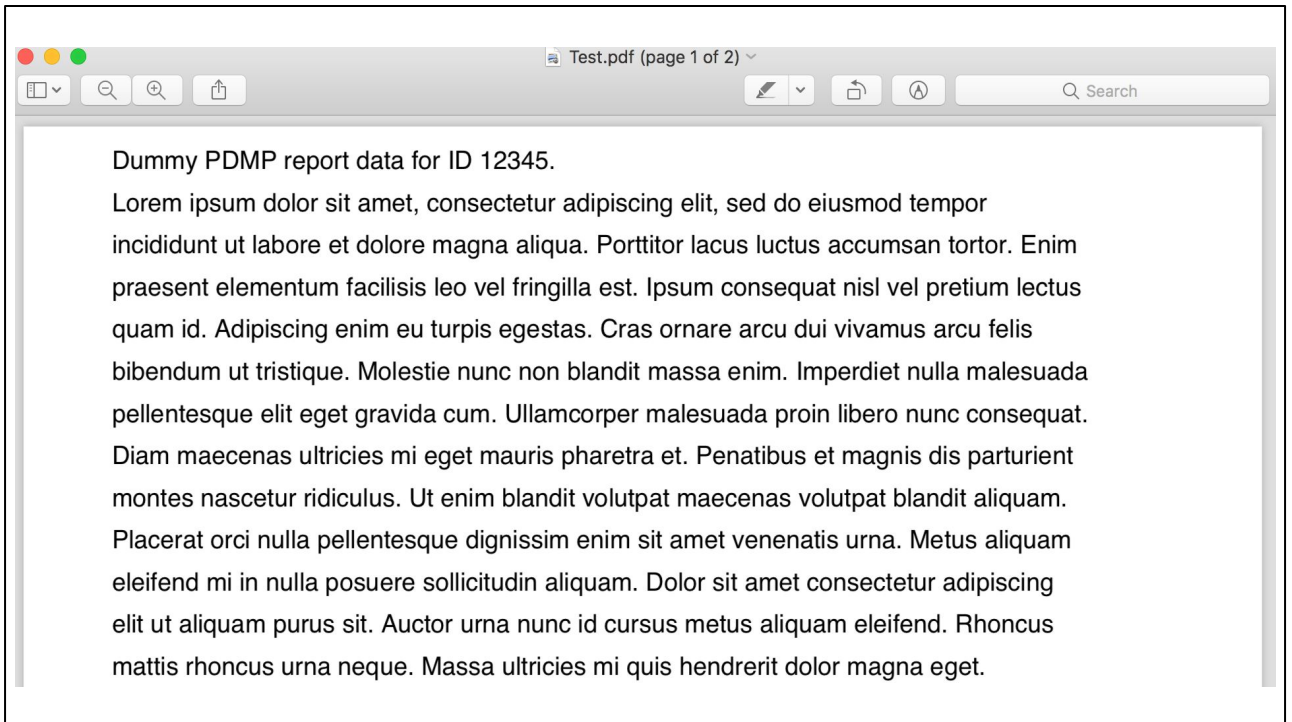 Test.pdf (page 1 of 2)
Search
Dummy PDMP report data for ID 12345.
Lorem ipsum dolor sit amet, consectetur adipiscing elit, sed do eiusmod tempor
incididunt ut labore et dolore magna aliqua. Porttitor lacus luctus accumsan tortor. Enim
praesent elementum facilisis leo vel fringilla est. Ipsum consequat nisl vel pretium lectus
quam id. Adipiscing enim eu turpis egestas. Cras ornare arcu dui vivamus arcu felis
bibendum ut tristique. Molestie nunc non blandit massa enim. Imperdiet nulla malesuada
pellentesque elit eget gravida cum. Ullamcorper malesuada proin libero nunc consequat.
Diam maecenas ultricies mi eget mauris pharetra et. Penatibus et magnis dis parturient
montes nascetur ridiculus. Ut enim blandit volutpat maecenas volutpat blandit aliquam.
Placerat orci nulla pellentesque dignissim enim sit amet venenatis urna. Metus aliquam
eleifend mi in nulla posuere sollicitudin aliquam. Dolor sit amet consectetur adipiscing
elit ut aliquam purus sit. Auctor urna nunc id cursus metus aliquam eleifend. Rhoncus
mattis rhoncus urna neque. Massa ultricies mi quis hendrerit dolor magna eget.